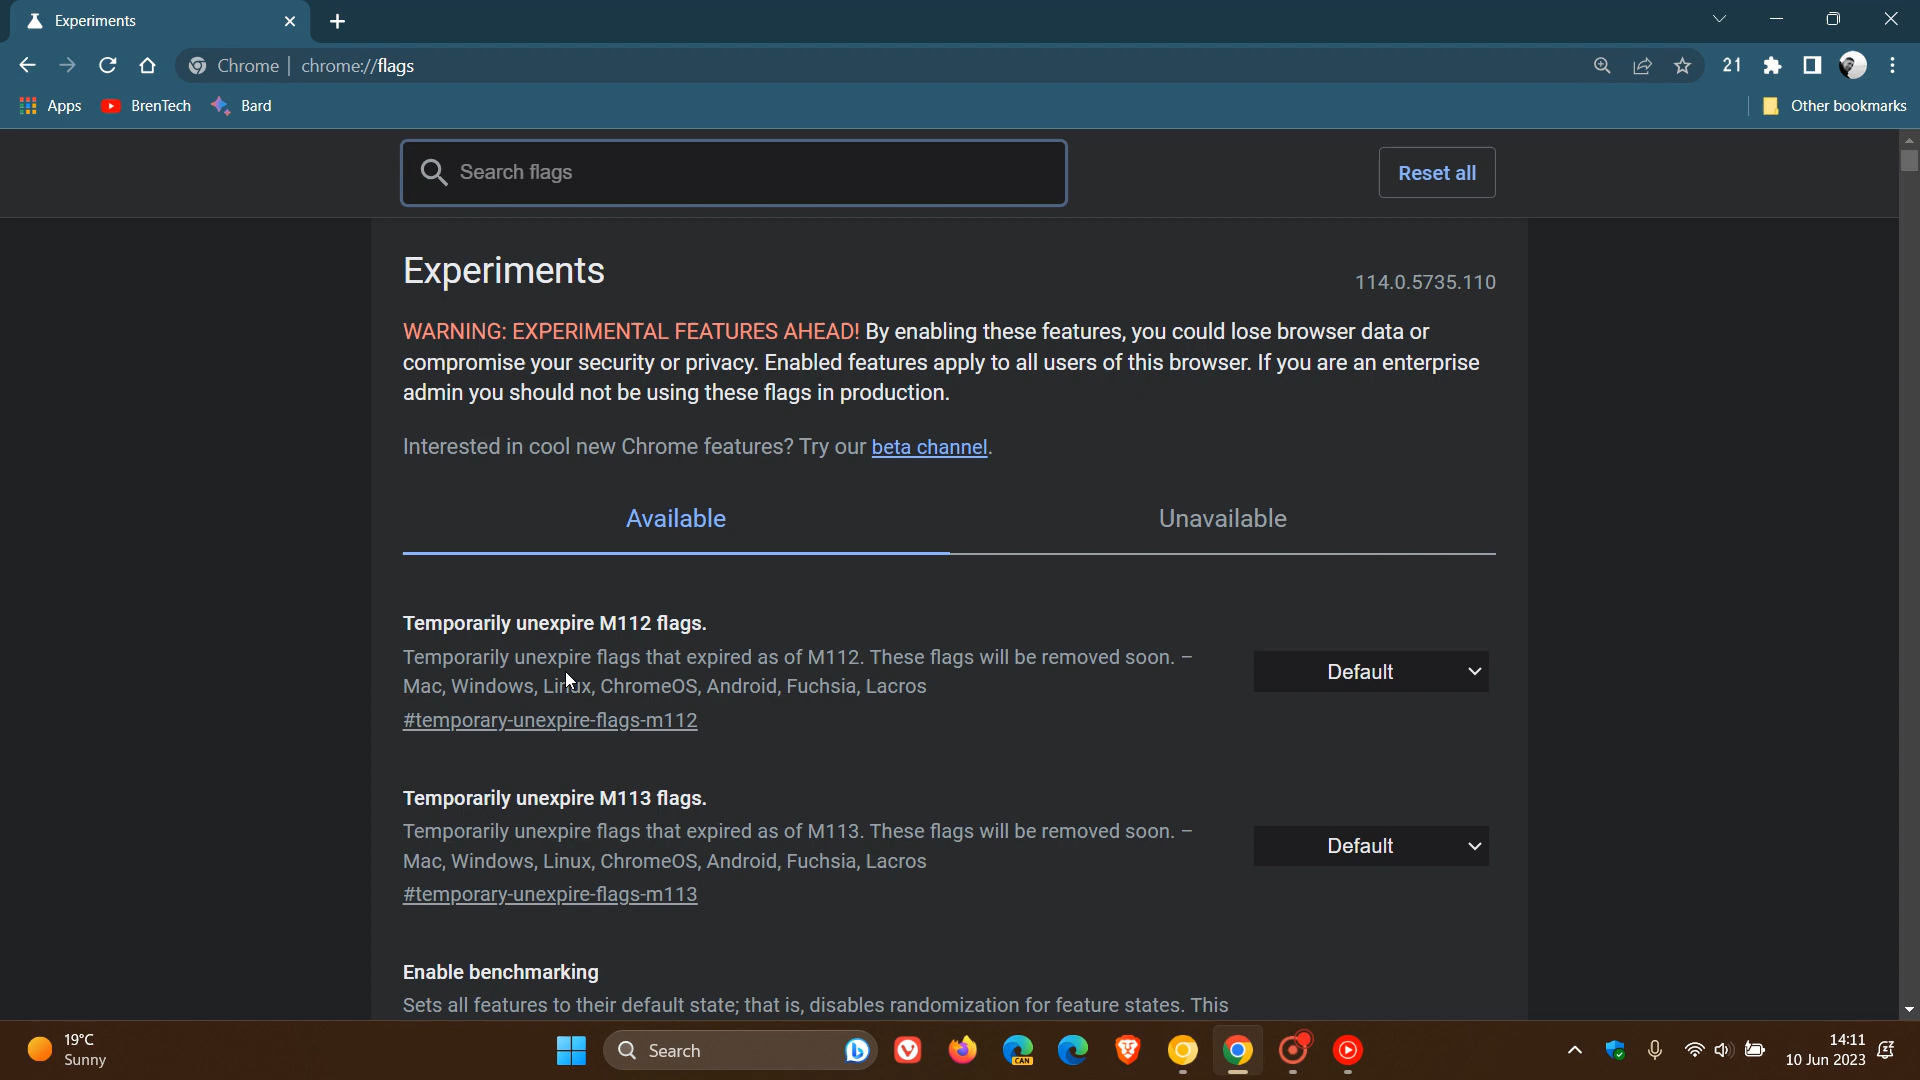 Experiments
Chrome | chrome://flags
21
Apps
BrenTech
Bard
Other bookmarks
Search flags
Reset all
Experiments
114.0.5735.110
WARNING: EXPERIMENTAL FEATURES AHEAD! By enabling these features, you could lose browser data or
compromise your security or privacy. Enabled features apply to all users of this browser. If you are an enterprise
admin you should not be using these flags in production.
Interested in cool new Chrome features? Try our beta channel.
Available
Unavailable
Temporarily unexpire M112 flags.
Temporarily unexpire flags that expired as of M112. These flags will be removed soon. –
Mac, Windows, Linux, ChromeOS, Android, Fuchsia, Lacros
#temporary-unexpire-flags-m112
Default
Temporarily unexpire M113 flags.
Temporarily unexpire flags that expired as of M113. These flags will be removed soon. –
Mac, Windows, Linux, ChromeOS, Android, Fuchsia, Lacros
#temporary-unexpire-flags-m113
Default
Enable benchmarking
Sets all features to their default state; that is, disables randomization for feature states. This
19°C
Sunny
Search
CAN
14:11
10 Jun 2023